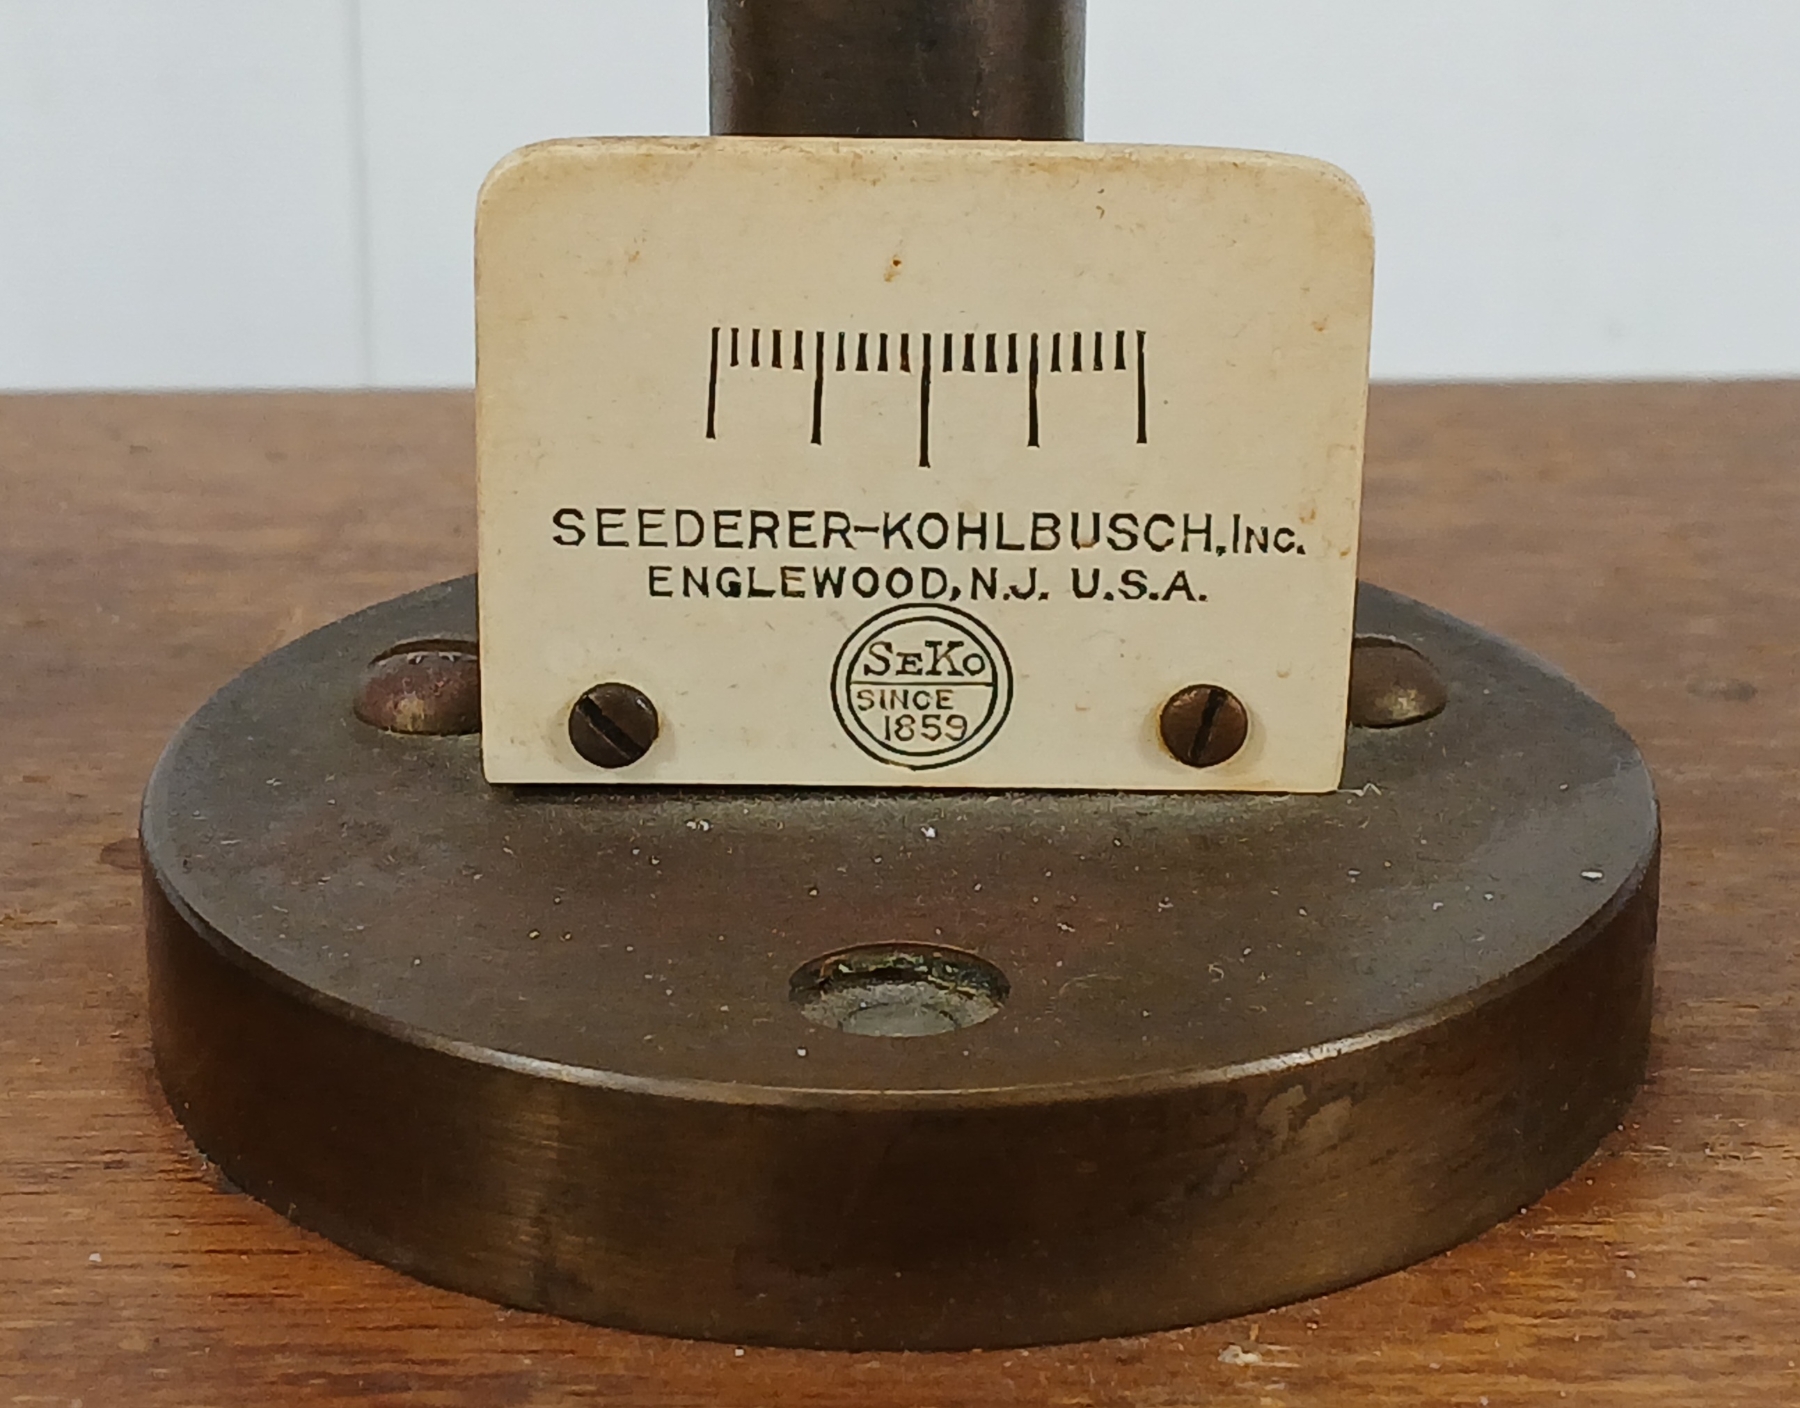 SEEDERER-KOHLBUSCH, INC.
ENGLEWOOD, N.J. U.S.A.
SEKO
SINCE
1859